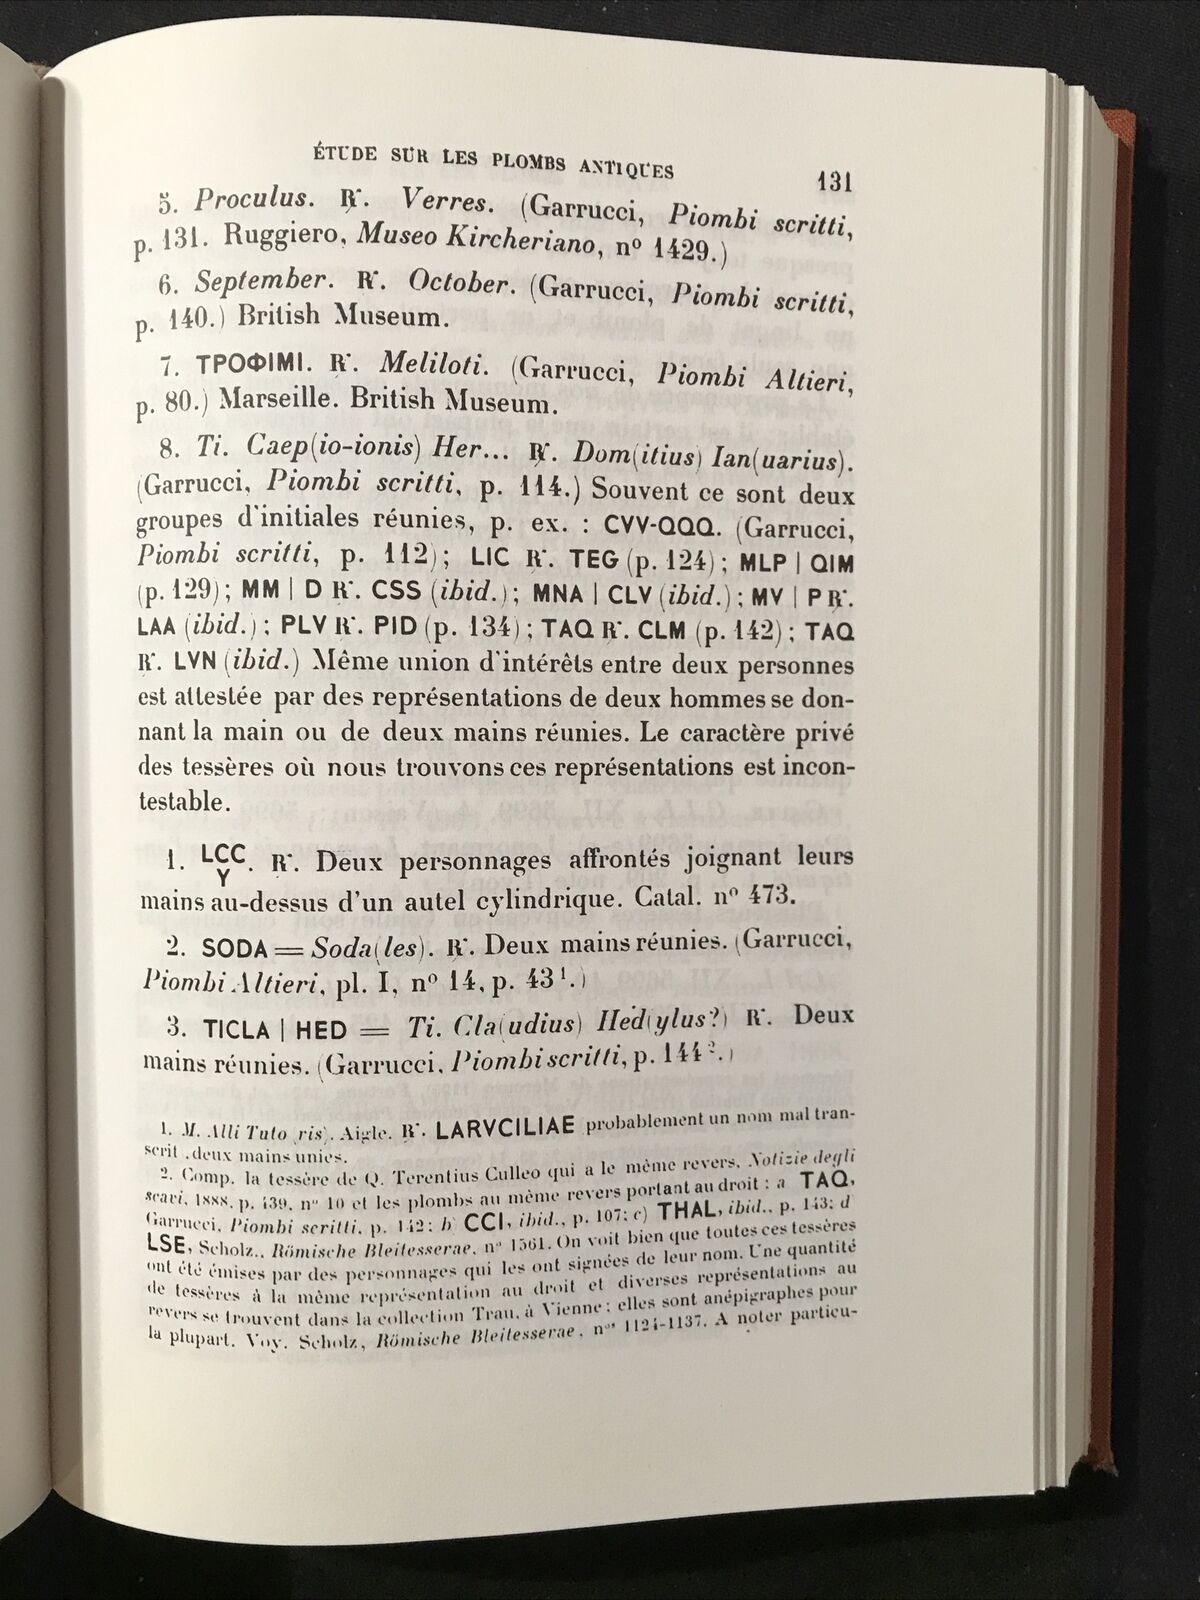 ÉTUDE SUR LES PLOMBS ANTIQUES 131
5. Proculus. R̸. Verres. (Garrucci, Piombi scritti,
p. 131. Ruggiero, Museo Kircheriano, nº 1429.)
6. September. R̸. October. (Garrucci, Piombi scritti,
p. 140.) British Museum.
7. ΤΡΟΦΙΜΙ. R̸. Meliloti. (Garrucci, Piombi Altieri,
p. 80.) Marseille. British Museum.
8. Ti. Caep(io-ionis) Her... R̸. Dom(itius) Ian(uarius).
(Garrucci, Piombi scritti, p. 114.) Souvent ce sont deux
groupes d'initiales réunies, p. ex. : CVV-QQQ. (Garrucci,
Piombi scritti, p. 112); LIC R̸. TEG (p. 124); MLP | QIM
(p. 129); MM | D R̸. CSS (ibid.); MNA | CLV (ibid.); MV | P R̸.
LAA (ibid.); PLV R̸. PID (p. 134); TAQ R̸. CLM (p. 142); TAQ
R̸. LVN (ibid.) Même union d'intérêts entre deux personnes
est attestée par des représentations de deux hommes se don-
nant la main ou de deux mains réunies. Le caractère privé
des tessères où nous trouvons ces représentations est incon-
testable.
1. LCC. R̸. Deux personnages affrontés joignant leurs
Y
mains au-dessus d'un autel cylindrique. Catal. nº 473.
2. SODA = Soda(les). R̸. Deux mains réunies. (Garrucci,
Piombi Altieri, pl. I, nº 14, p. 43¹.)
3. TICLA | HED = Ti. Cla(udius) Hed(ylus?) R̸. Deux
mains réunies. (Garrucci, Piombi scritti, p. 144².)
1. M. Alli Tuto(ris). Aigle. R̸. LARVCILIAE probablement un nom mal tran-
scrit, deux mains unies.
2. Comp. la tessère de Q. Terentius Culleo qui a le même revers, Notizie degli
scavi, 1888, p. 439, nº 10 et les plombs au même revers portant au droit : a TAQ,
Garrucci, Piombi scritti, p. 142; b) CCI, ibid., p. 107; c) THAL, ibid., p. 143; d
LSE, Scholz., Römische Bleitesserae, nº 1561. On voit bien que toutes ces tessères
ont été émises par des personnages qui les ont signées de leur nom. Une quantité
de tessères à la même représentation au droit et diverses représentations au
revers se trouvent dans la collection Trau, à Vienne; elles sont anépigraphes pour
la plupart. Voy. Scholz, Römische Bleitesserae, nºˢ 1124-1137. A noter particu-